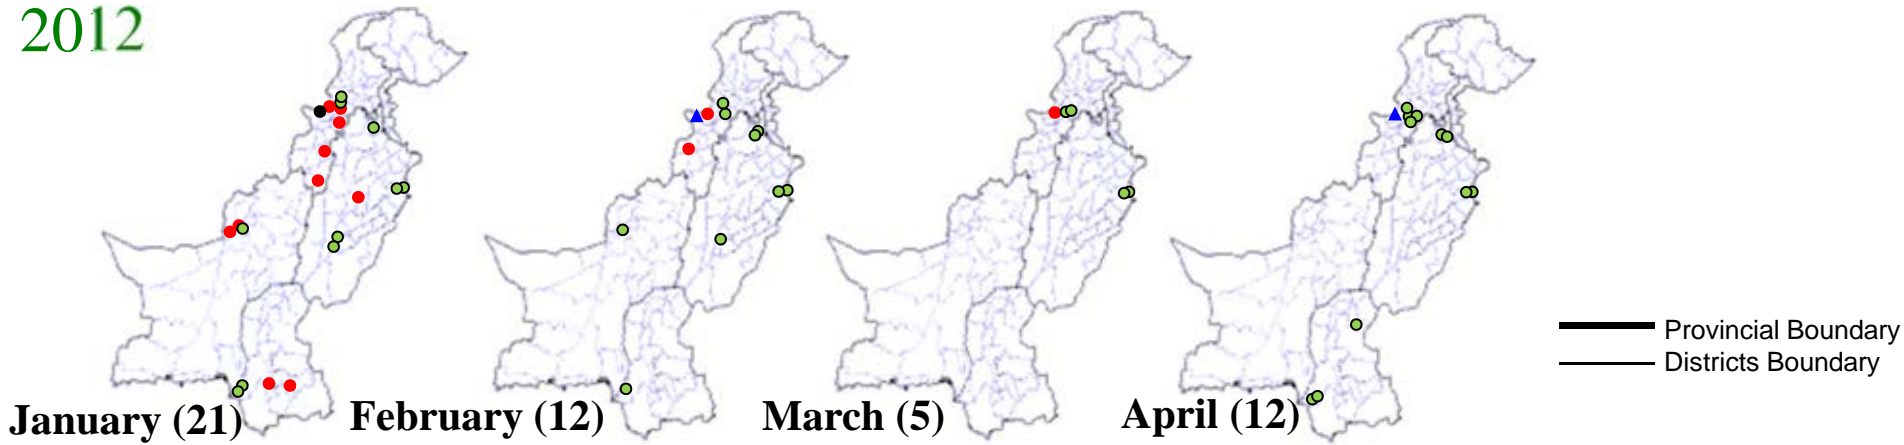 2012
Provincial Boundary
Districts Boundary
January (21)
February (12)
March (5)
April (12)